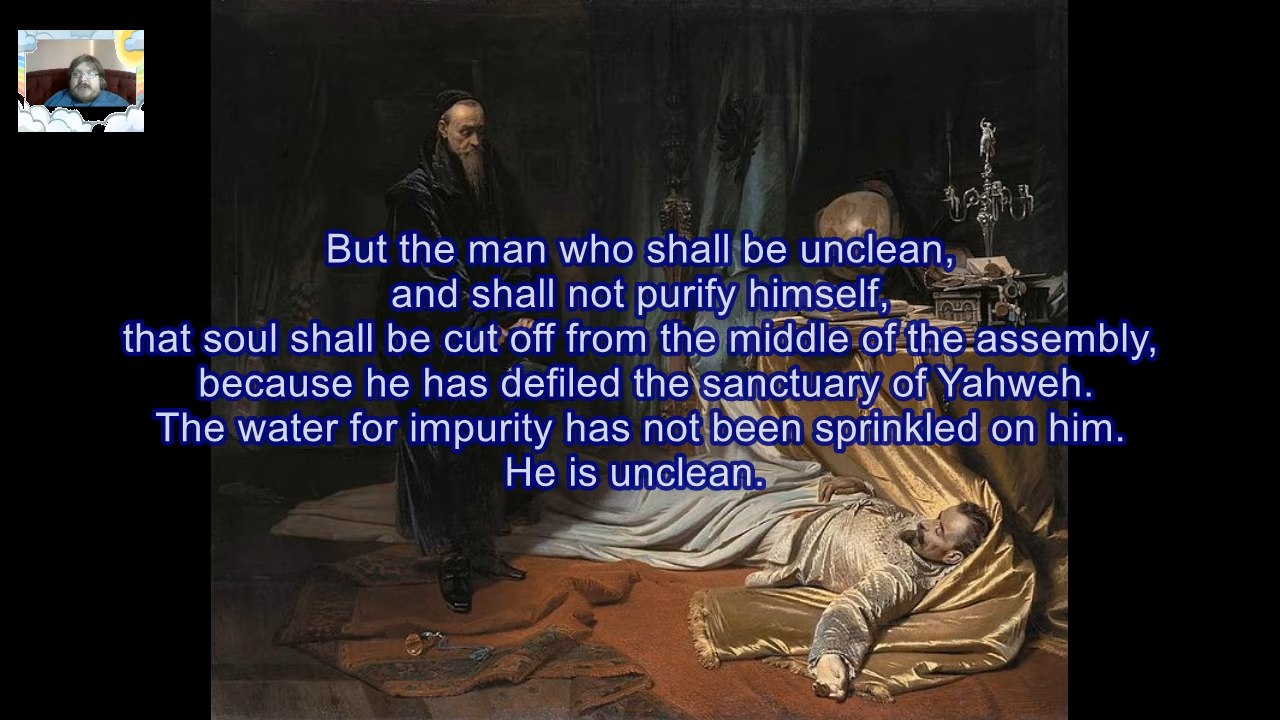 But the man who shall be unclean,
and shall not purify himself,
that soul shall be cut off from the middle of the assembly,
because he has defiled the sanctuary of Yahweh.
The water for impurity has not been sprinkled on him.
He is unclean.